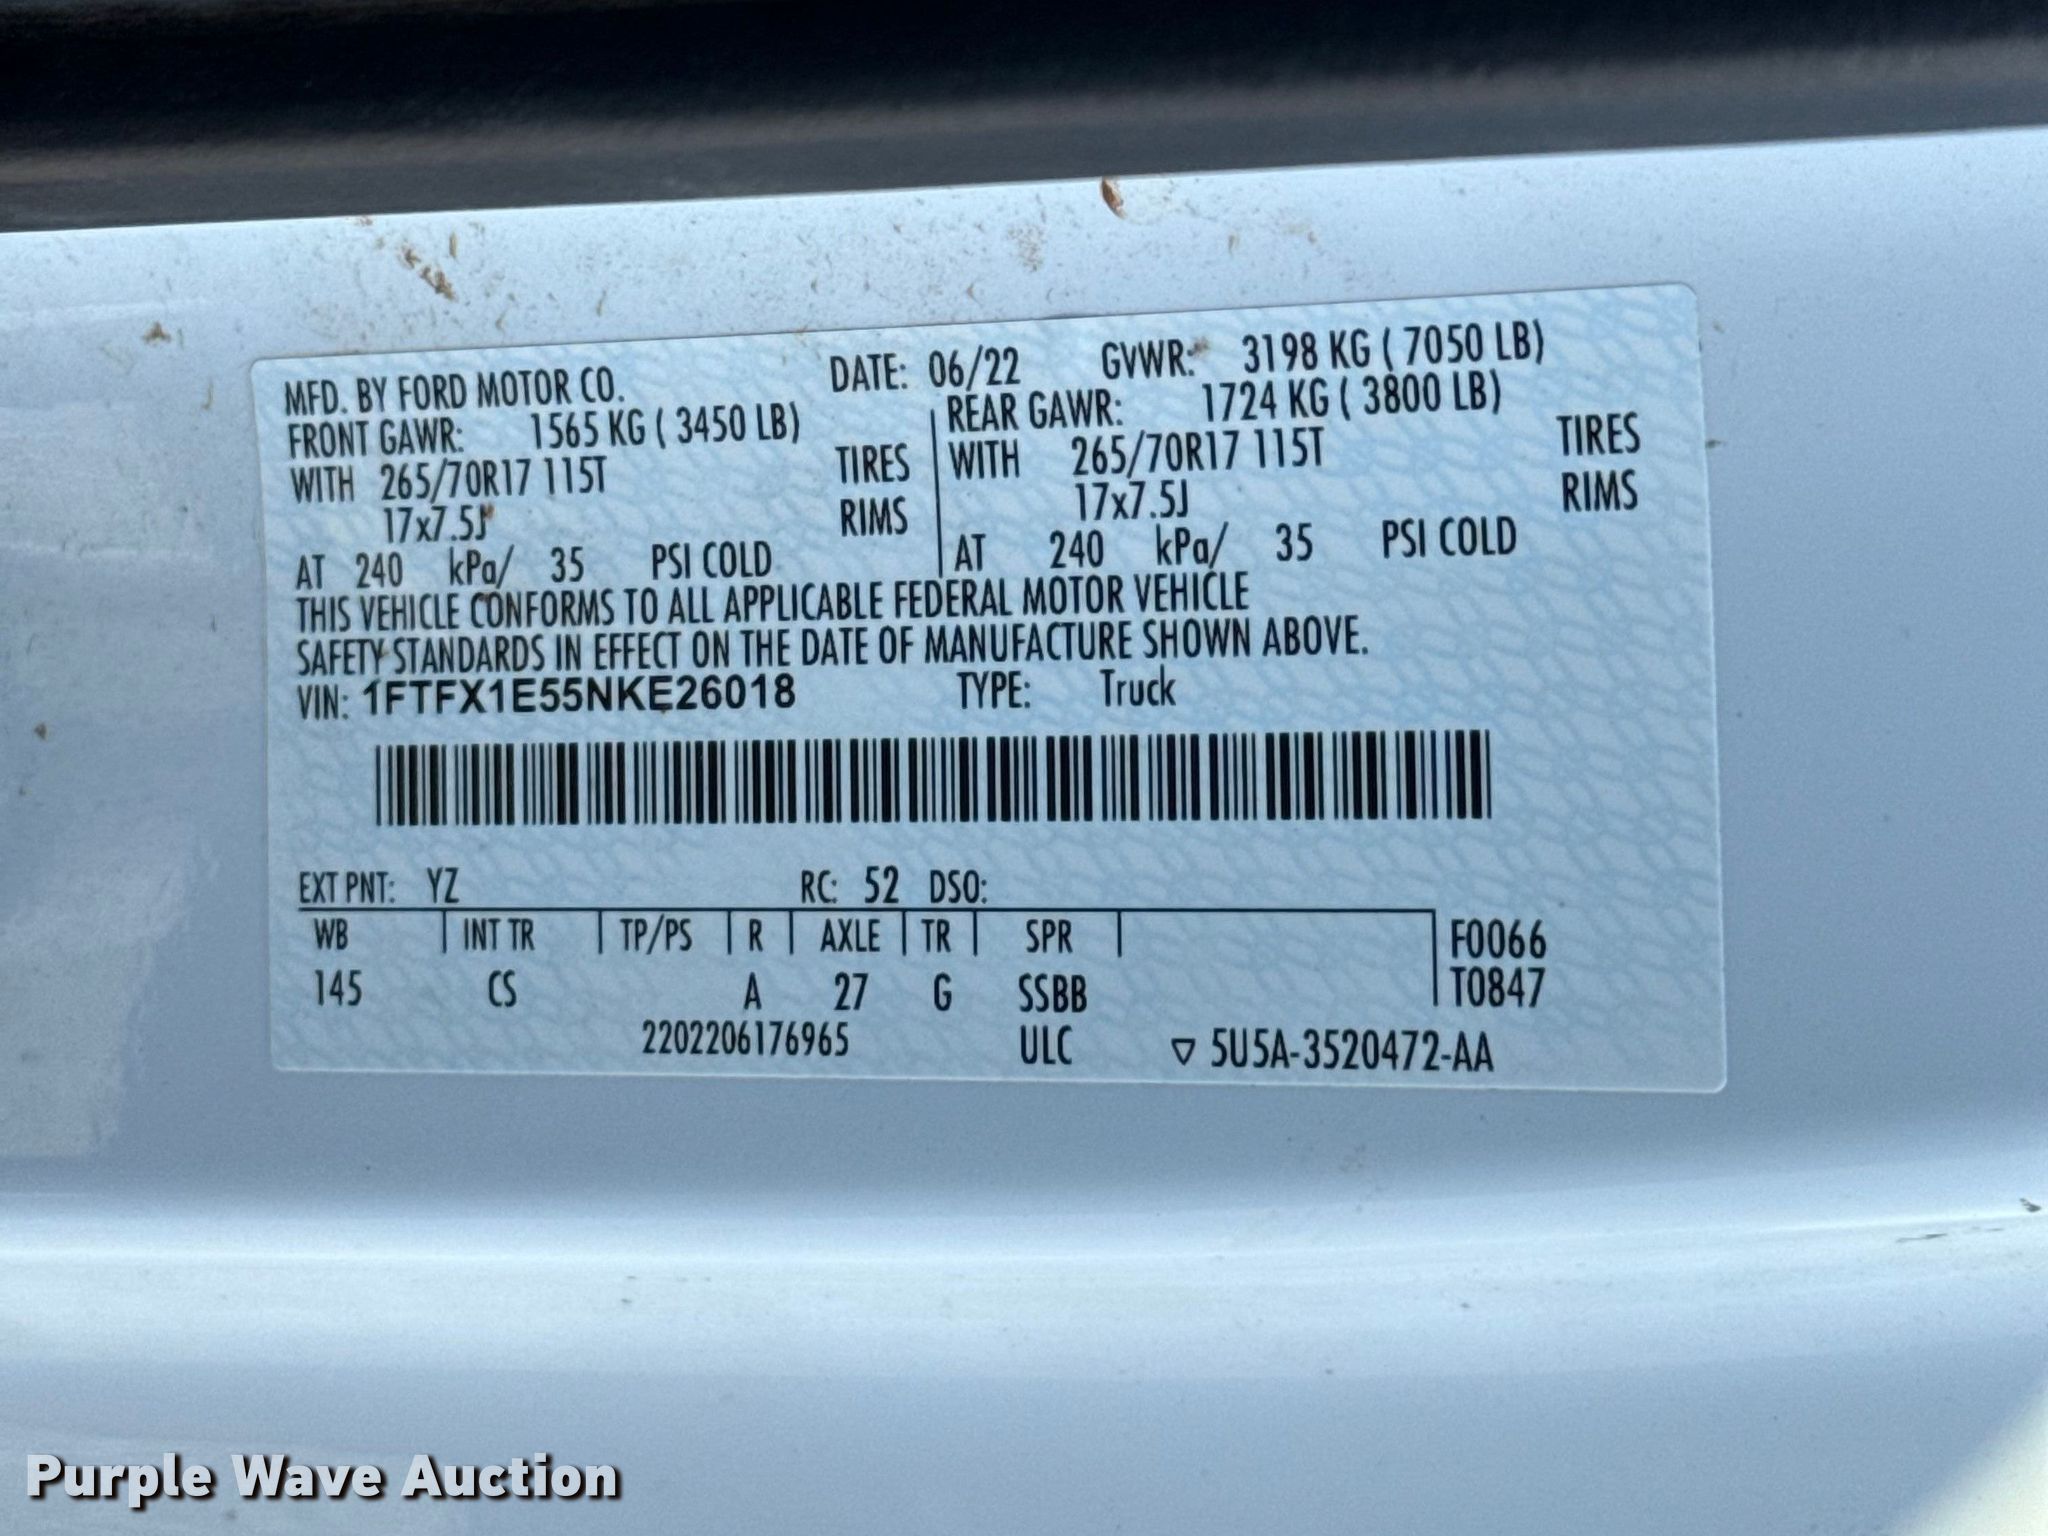 MFD. BY FORD MOTOR CO. DATE: 06/22 GVWR: 3198 KG ( 7050 LB)
FRONT GAWR: 1565 KG ( 3450 LB) REAR GAWR: 1724 KG ( 3800 LB)
WITH 265/70R17 115T TIRES WITH 265/70R17 115T TIRES
17x7.5J RIMS 17x7.5J RIMS
AT 240 kPa/ 35 PSI COLD AT 240 kPa/ 35 PSI COLD
THIS VEHICLE CONFORMS TO ALL APPLICABLE FEDERAL MOTOR VEHICLE
SAFETY STANDARDS IN EFFECT ON THE DATE OF MANUFACTURE SHOWN ABOVE.
VIN: 1FTFX1E55NKE26018 TYPE: Truck
EXT PNT: YZ RC: 52 DSO:
WB INT TR TP/PS R AXLE TR SPR F0066
145 CS A 27 G SSBB T0847
2202206176965 ULC ▽ 5U5A-3520472-AA
Purple Wave Auction